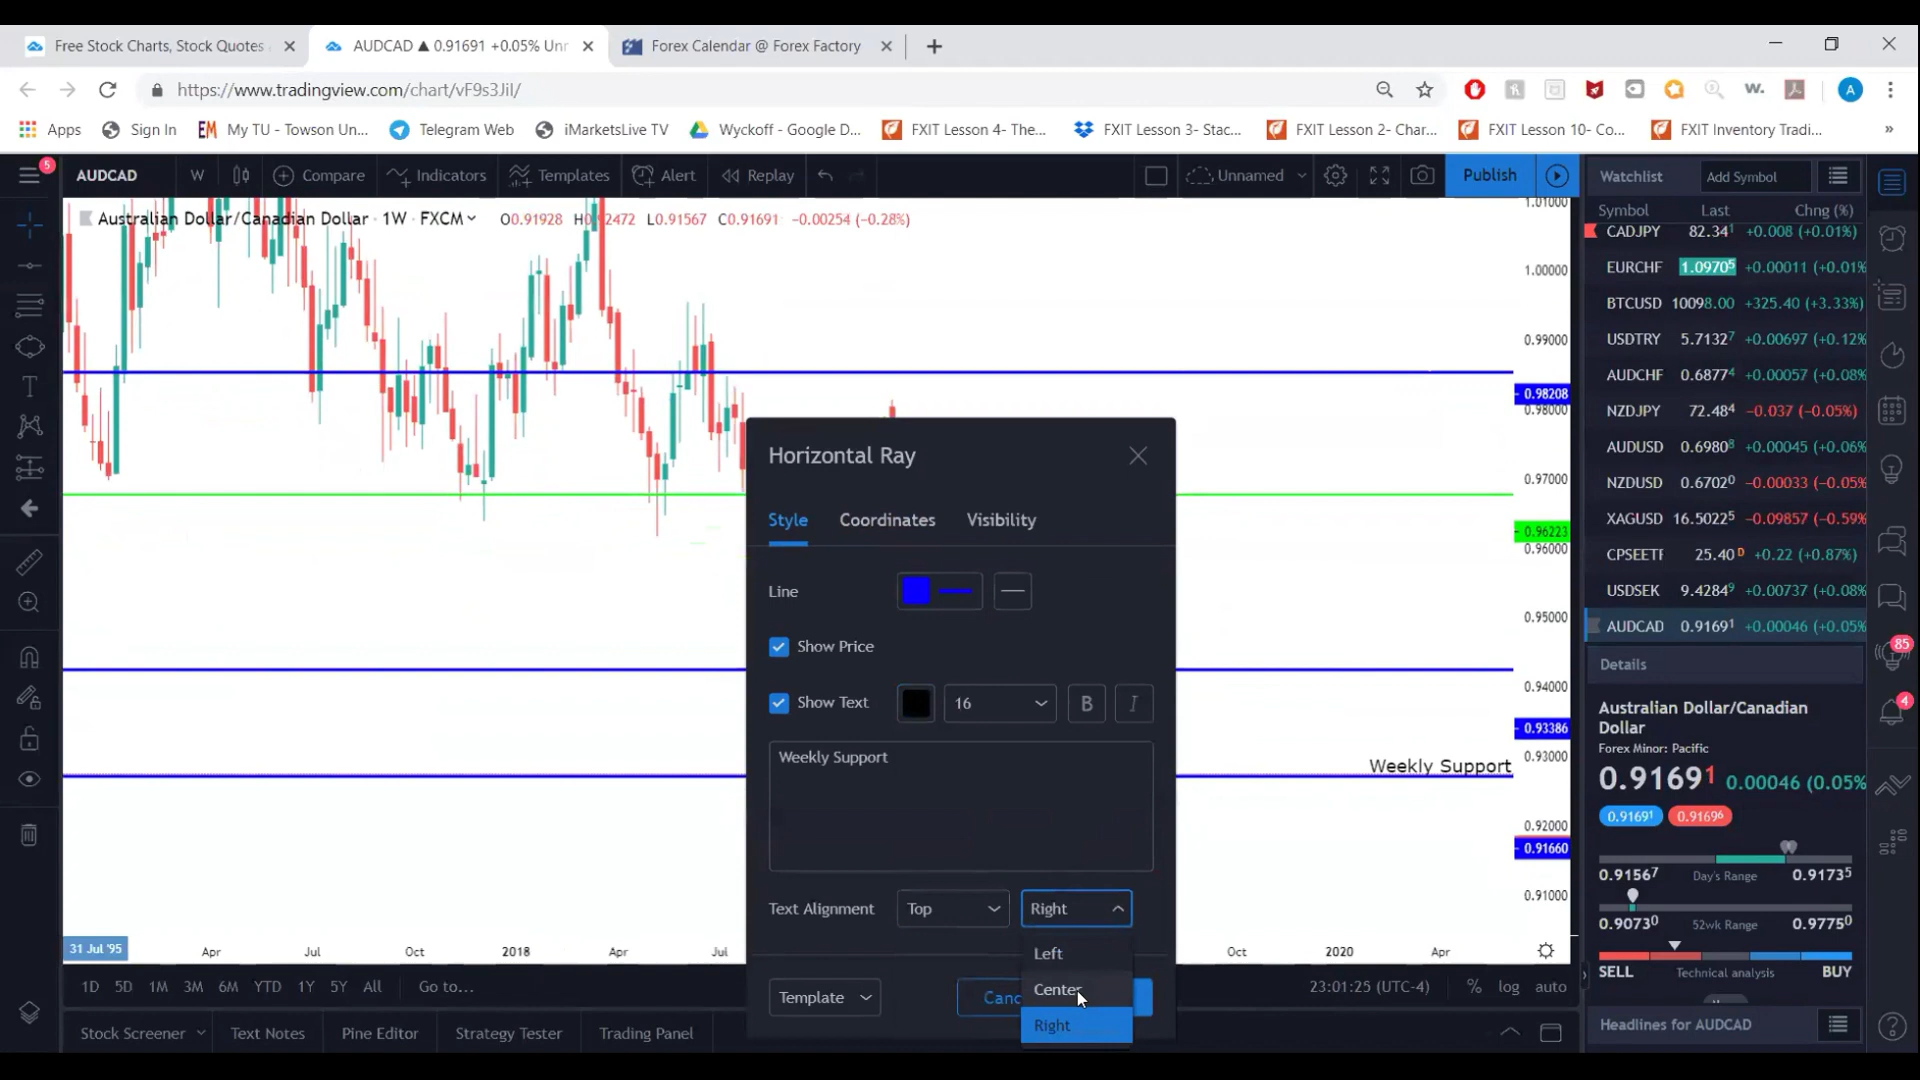 Free Stock Charts, Stock Quotes
AUDCAD ▲ 0.91691 +0.05% Unr
Forex Calendar @ Forex Factory
https://www.tradingview.com/chart/vF9s3JiI/
Apps
Sign In
My TU - Towson Un...
Telegram Web
iMarketsLive TV
Wyckoff - Google D...
FXIT Lesson 4- The...
FXIT Lesson 3- Stac...
FXIT Lesson 2- Char...
FXIT Lesson 10- Co...
FXIT Inventory Tradi...
»
5
AUDCAD
W
Compare
Indicators
Templates
Alert
Replay
Unnamed
Publish
Watchlist
Add Symbol
Australian Dollar/Canadian Dollar · 1W · FXCM
O0.91928 H0.92472 L0.91567 C0.91691 −0.00254 (−0.28%)
Symbol Last Chng (%)
CADJPY 82.341 +0.008 (+0.01%)
EURCHF 1.09705 +0.00011 (+0.01%
BTCUSD 10098.00 +325.40 (+3.33%)
USDTRY 5.71327 +0.00697 (+0.12%
AUDCHF 0.68774 +0.00057 (+0.08%
NZDJPY 72.484 −0.037 (−0.05%)
AUDUSD 0.69808 +0.00045 (+0.06%
NZDUSD 0.67020 −0.00033 (−0.05%
XAGUSD 16.50225 −0.09857 (−0.59%
CPSEETF 25.40 D +0.22 (+0.87%)
USDSEK 9.42849 +0.00737 (+0.08%
AUDCAD 0.91691 +0.00046 (+0.05%
1.01000
1.00000
0.99000
0.98208
0.98000
0.97000
0.96223
0.96000
0.95000
0.94000
0.93386
0.93000
0.92000
0.91660
0.91000
Weekly Support
Horizontal Ray
Style Coordinates Visibility
Line
Show Price
Show Text 16 B I
Weekly Support
Text Alignment Top Right
Left
Center
Right
Template
Canc
31 Jul '95 Apr Jul Oct 2018 Apr Jul Oct 2020 Apr
1D 5D 1M 3M 6M YTD 1Y 5Y All Go to...
23:01:25 (UTC-4) % log auto
Stock Screener Text Notes Pine Editor Strategy Tester Trading Panel
Details
Australian Dollar/Canadian
Dollar
Forex Minor: Pacific
0.91691 0.00046 (0.05%
0.91691 0.91696
0.91567 Day's Range 0.91735
0.90730 52wk Range 0.97750
SELL Technical analysis BUY
Headlines for AUDCAD
85
4
A
W.